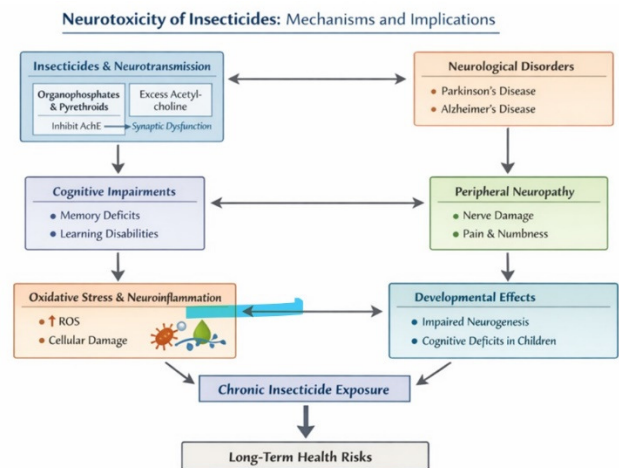 Neurotoxicity of Insecticides: Mechanisms and Implications
Insecticides & Neurotransmission
Organophosphates
& Pyrethroids
Excess Acetyl-
choline
Inhibit AchE
Synaptic Dysfunction
Neurological Disorders
• Parkinson's Disease
• Alzheimer's Disease
Cognitive Impairments
• Memory Deficits
• Learning Disabilities
Peripheral Neuropathy
• Nerve Damage
• Pain & Numbness
Oxidative Stress & Neuroinflammation
• ↑ ROS
• Cellular Damage
Developmental Effects
• Impaired Neurogenesis
• Cognitive Deficits in Children
Chronic Insecticide Exposure
Long-Term Health Risks